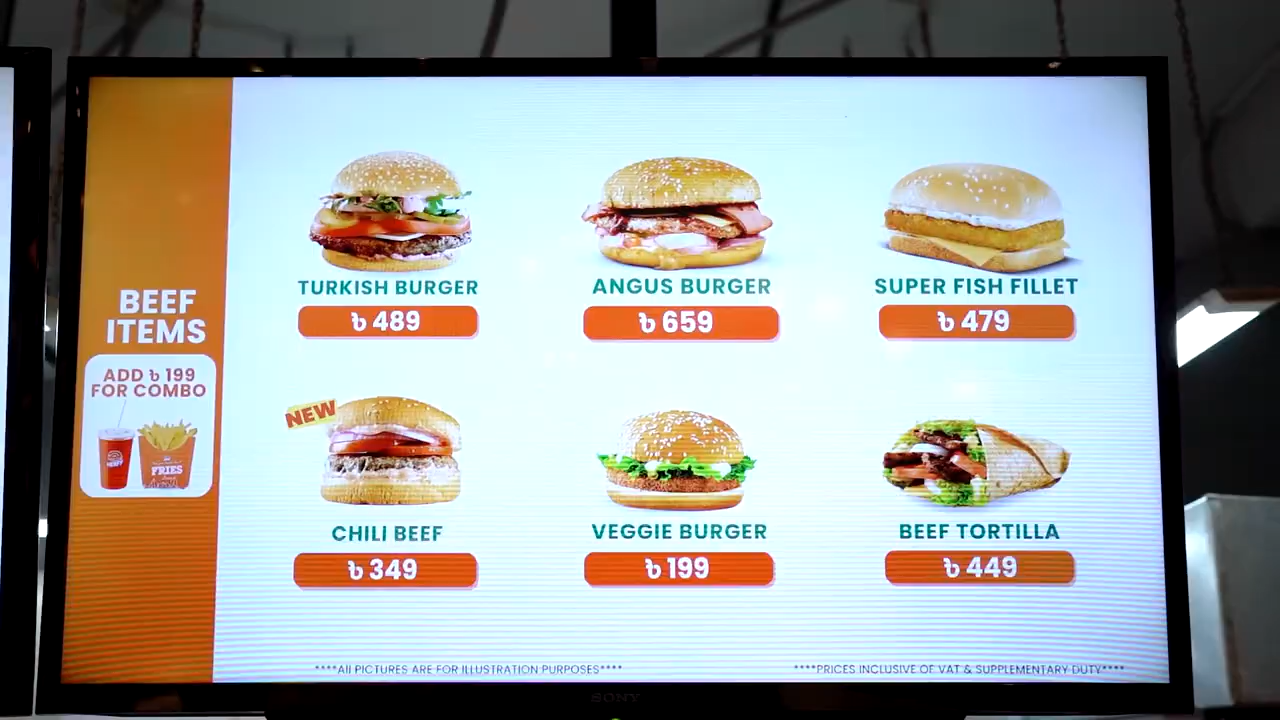 BEEF
ITEMS
ADD ৳ 199
FOR COMBO
FRIES
TURKISH BURGER
৳ 489
ANGUS BURGER
৳ 659
SUPER FISH FILLET
৳ 479
NEW
CHILI BEEF
৳ 349
VEGGIE BURGER
৳ 199
BEEF TORTILLA
৳ 449
****All PICTURES ARE FOR ILLUSTRATION PURPOSES****
****PRICES INCLUSIVE OF VAT & SUPPLEMENTARY DUTY****
SONY